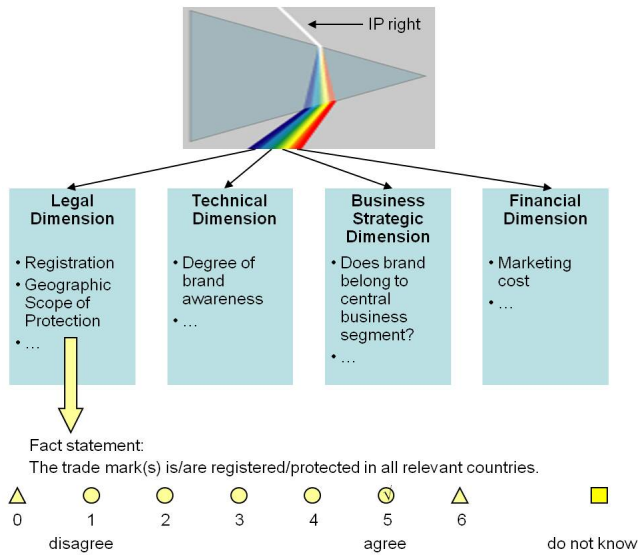 IP right
Legal
Dimension
• Registration
• Geographic
Scope of
Protection
• ...
Technical
Dimension
• Degree of
brand
awareness
• ...
Business
Strategic
Dimension
• Does brand
belong to
central
business
segment?
• ...
Financial
Dimension
• Marketing
cost
• ...
Fact statement:
The trade mark(s) is/are registered/protected in all relevant countries.
0 1 2 3 4 5 6
disagree agree do not know